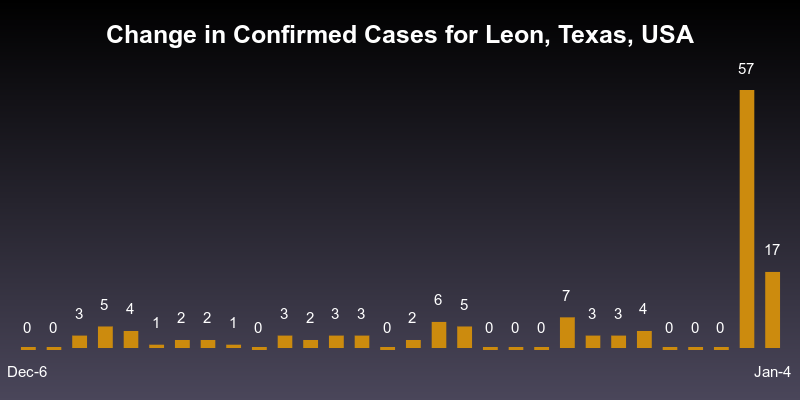 Change in Confirmed Cases for Leon, Texas, USA
0 0 3 5 4 1 2 2 1 0 3 2 3 3 0 2 6 5 0 0 0 7 3 3 4 0 0 0 57 17
Dec-6 Jan-4